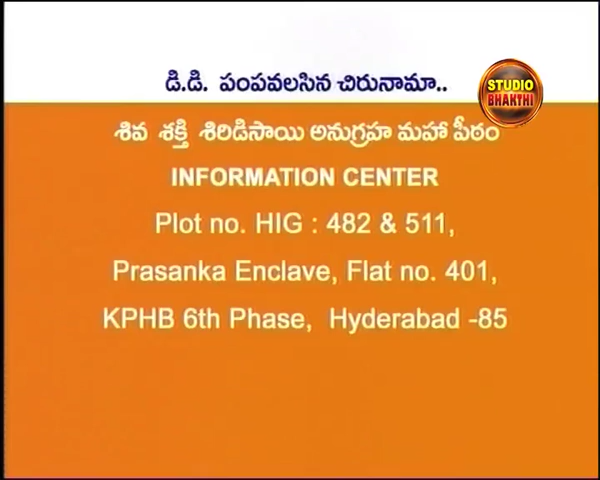 డి.డి. పంపవలసిన చిరునామా..
STUDIO
BHAKTHI
శివ శక్తి శిరిడిసాయి అనుగ్రహ మహా పీఠం
INFORMATION CENTER
Plot no. HIG : 482 & 511,
Prasanka Enclave, Flat no. 401,
KPHB 6th Phase, Hyderabad -85